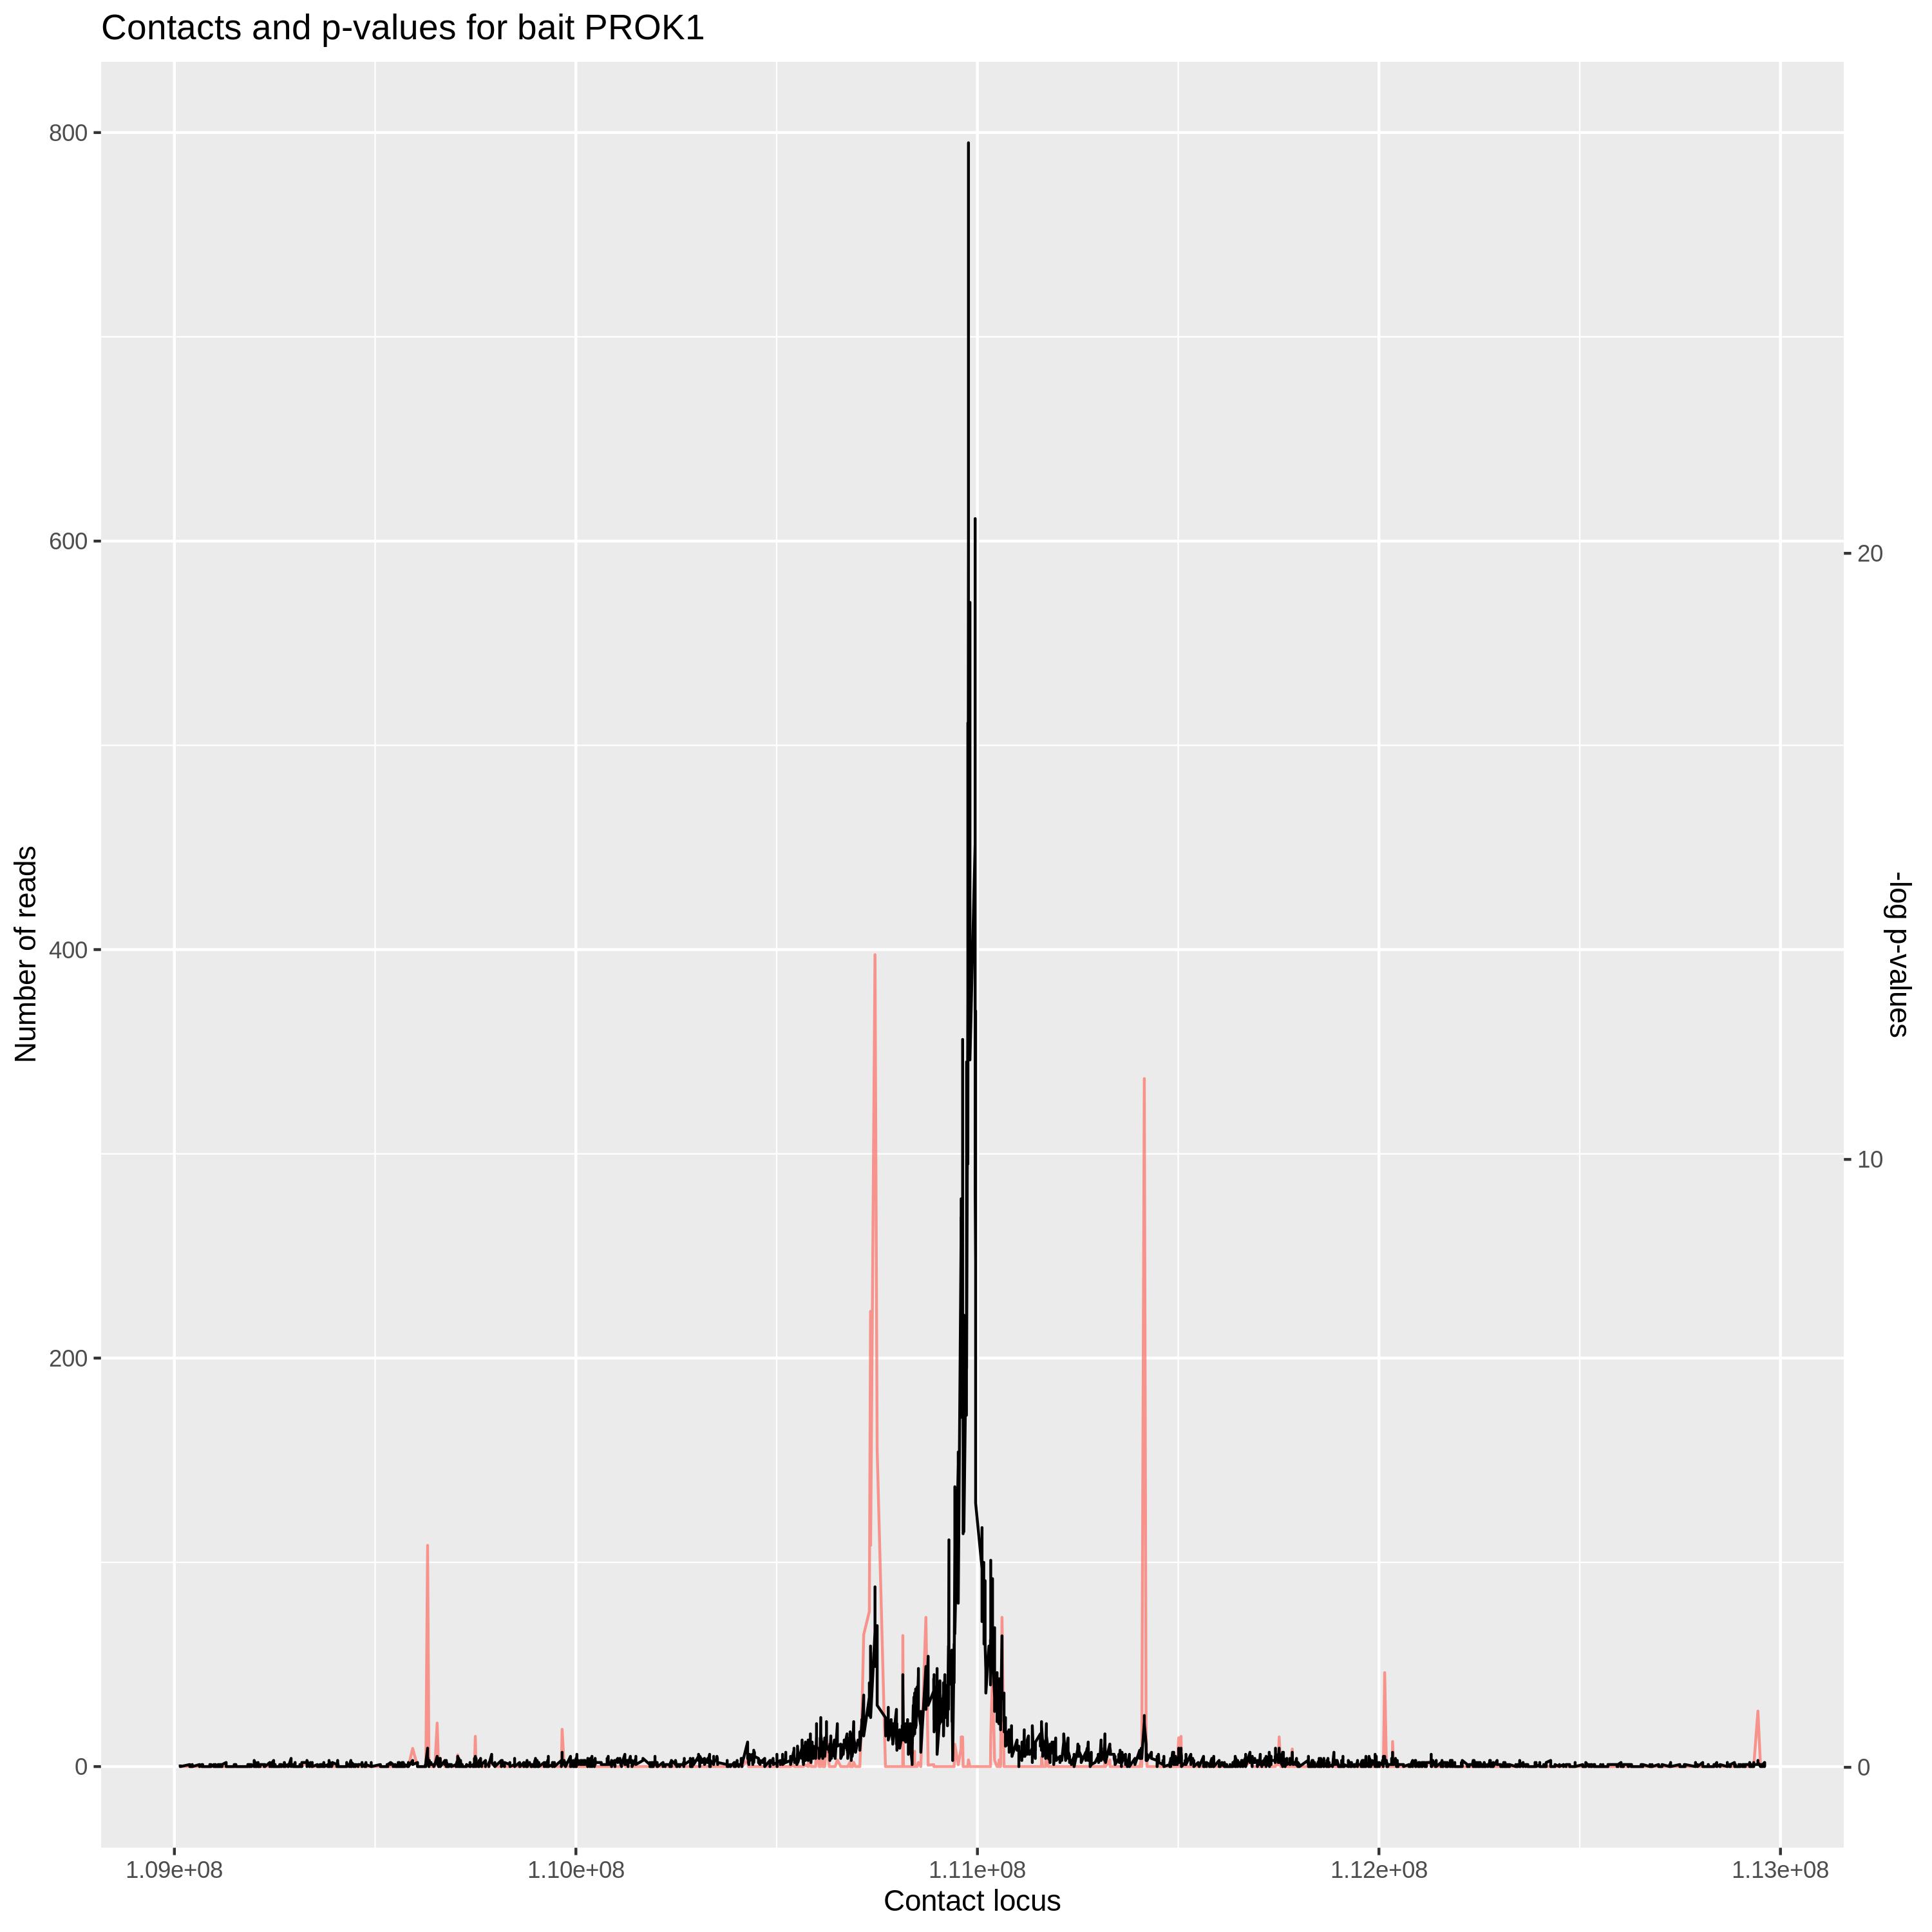 Contacts and p-values for bait PROK1
800
600
400
200
0
Number of reads
20
10
0
-log p-values
1.09e+08
1.10e+08
1.11e+08
1.12e+08
1.13e+08
Contact locus